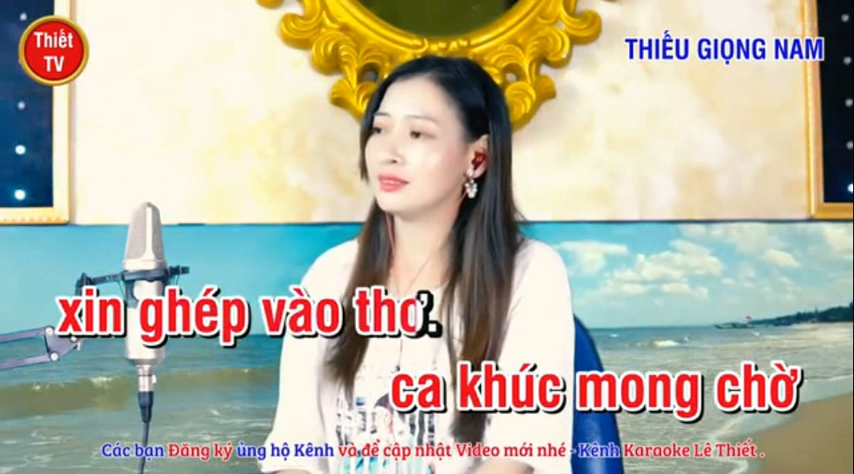 Thiết
TV
THIẾU GIỌNG NAM
xin ghép vào thơ.
ca khúc mong chờ
Các bạn Đăng ký ủng hộ Kênh và để cập nhật Video mới nhé - Kênh Karaoke Lê Thiết .